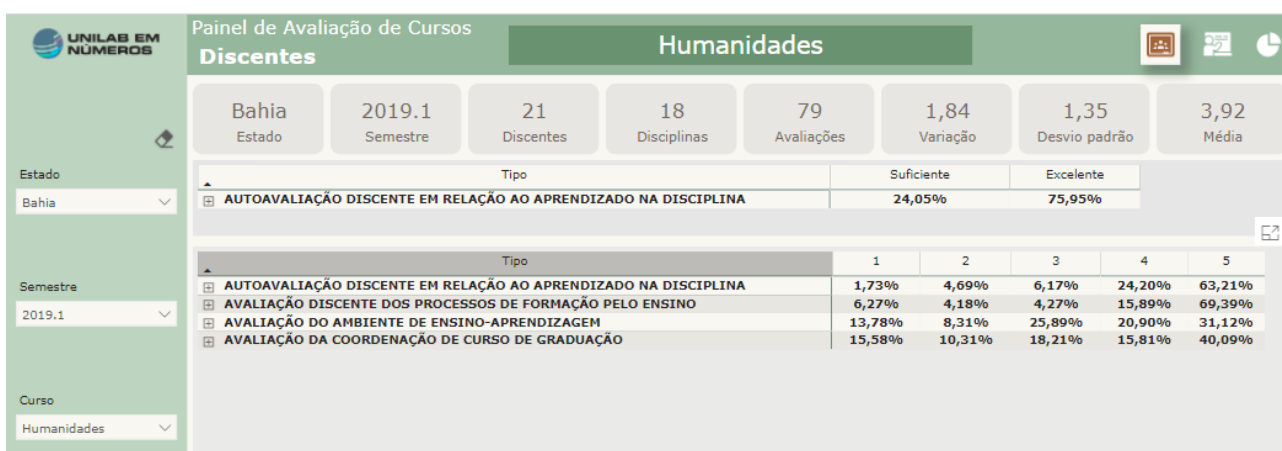 UNILAB EM
NÚMEROS
Painel de Avaliação de Cursos
Discentes
Humanidades
Bahia
Estado
2019.1
Semestre
21
Discentes
18
Disciplinas
79
Avaliações
1,84
Variação
1,35
Desvio padrão
3,92
Média
Estado
Bahia
Semestre
2019.1
Curso
Humanidades
Tipo Suficiente Excelente
AUTOAVALIAÇÃO DISCENTE EM RELAÇÃO AO APRENDIZADO NA DISCIPLINA 24,05% 75,95%
Tipo 1 2 3 4 5
AUTOAVALIAÇÃO DISCENTE EM RELAÇÃO AO APRENDIZADO NA DISCIPLINA 1,73% 4,69% 6,17% 24,20% 63,21%
AVALIAÇÃO DISCENTE DOS PROCESSOS DE FORMAÇÃO PELO ENSINO 6,27% 4,18% 4,27% 15,89% 69,39%
AVALIAÇÃO DO AMBIENTE DE ENSINO-APRENDIZAGEM 13,78% 8,31% 25,89% 20,90% 31,12%
AVALIAÇÃO DA COORDENAÇÃO DE CURSO DE GRADUAÇÃO 15,58% 10,31% 18,21% 15,81% 40,09%